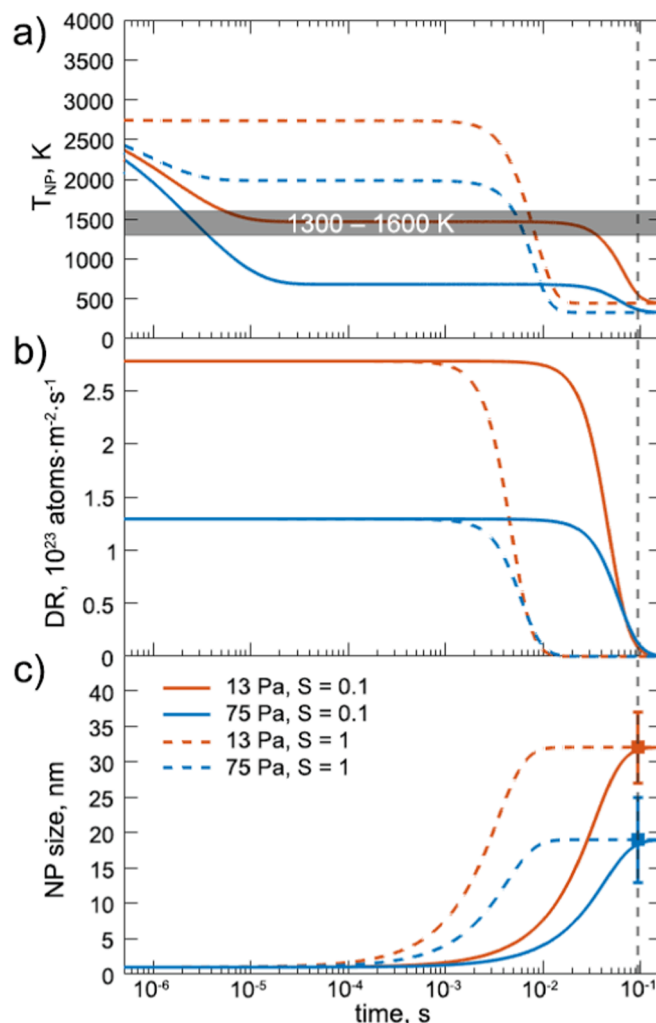 a)
4000
3500
3000
2500
2000
1500
1000
500
0
T_NP, K
1300 – 1600 K
b)
2.5
2
1.5
1
0.5
0
DR, 10²³ atoms·m⁻²·s⁻¹
c)
40
35
30
25
20
15
10
5
0
NP size, nm
13 Pa, S = 0.1
75 Pa, S = 0.1
13 Pa, S = 1
75 Pa, S = 1
10⁻⁶ 10⁻⁵ 10⁻⁴ 10⁻³ 10⁻² 10⁻¹
time, s